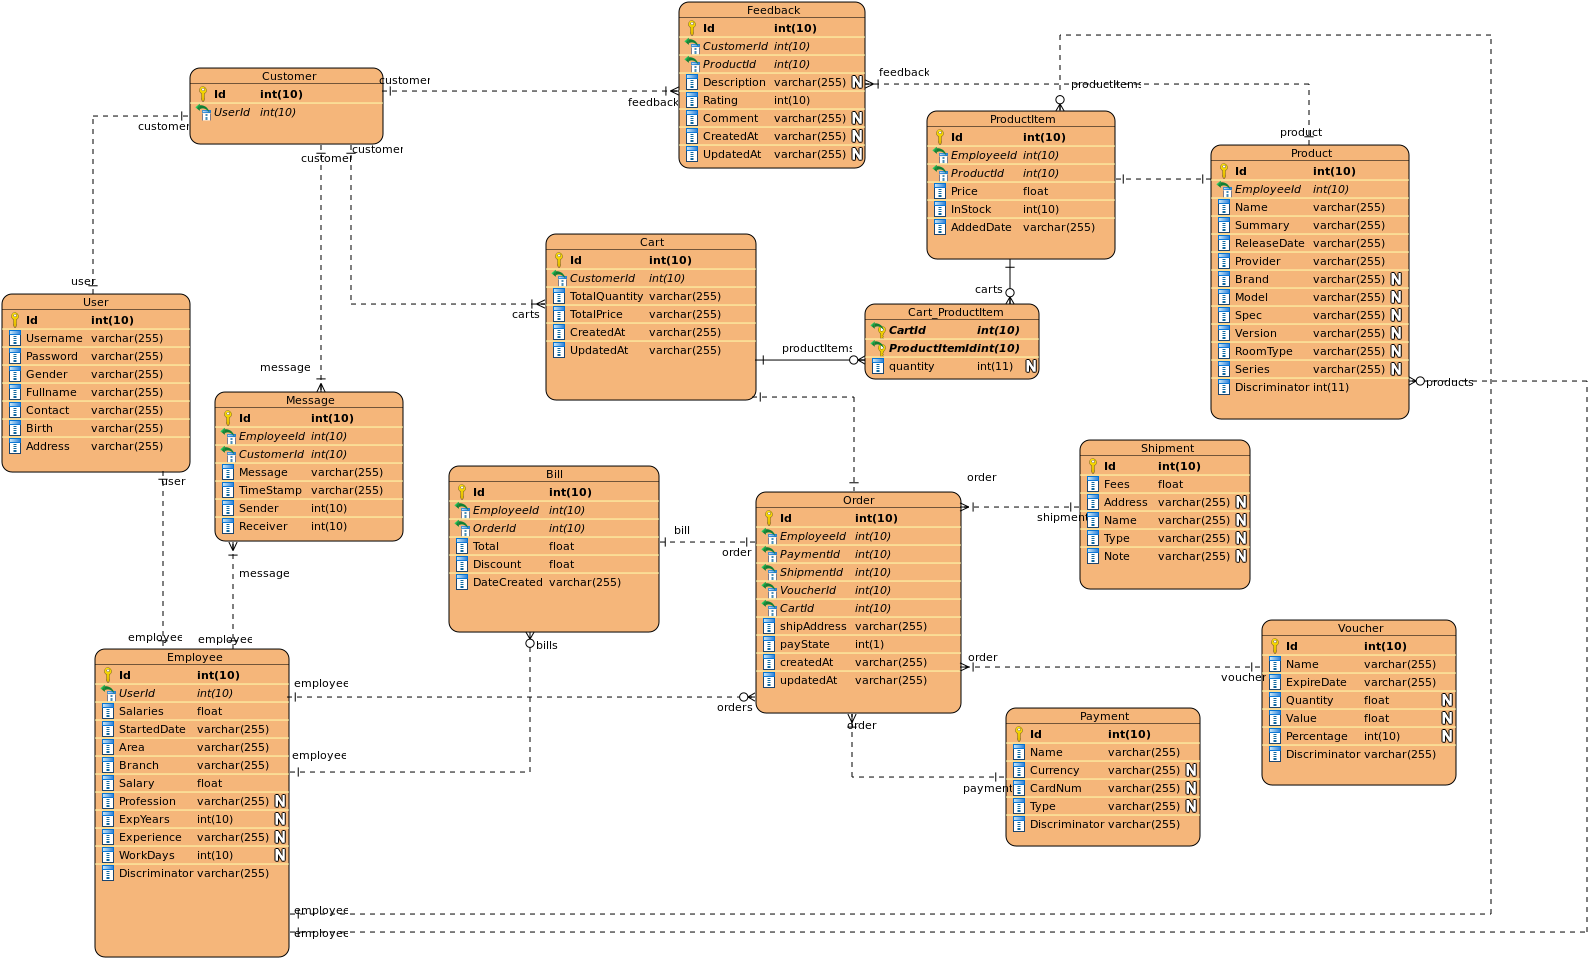 Feedback
Id int(10)
CustomerId int(10)
ProductId int(10)
Description varchar(255) N
Rating int(10)
Comment varchar(255) N
CreatedAt varchar(255) N
UpdatedAt varchar(255) N
Customer
Id int(10)
UserId int(10)
customer
feedback
feedback
customer
customer
customer
productItems
product
ProductItem
Id int(10)
EmployeeId int(10)
ProductId int(10)
Price float
InStock int(10)
AddedDate varchar(255)
Product
Id int(10)
EmployeeId int(10)
Name varchar(255)
Summary varchar(255)
ReleaseDate varchar(255)
Provider varchar(255)
Brand varchar(255) N
Model varchar(255) N
Spec varchar(255) N
Version varchar(255) N
RoomType varchar(255) N
Series varchar(255) N
Discriminator int(11)
products
Cart
Id int(10)
CustomerId int(10)
TotalQuantity varchar(255)
TotalPrice varchar(255)
CreatedAt varchar(255)
UpdatedAt varchar(255)
carts
carts
productItems
Cart_ProductItem
CartId int(10)
ProductItemId int(10)
quantity int(11) N
user
User
Id int(10)
Username varchar(255)
Password varchar(255)
Gender varchar(255)
Fullname varchar(255)
Contact varchar(255)
Birth varchar(255)
Address varchar(255)
user
message
Message
Id int(10)
EmployeeId int(10)
CustomerId int(10)
Message varchar(255)
TimeStamp varchar(255)
Sender int(10)
Receiver int(10)
message
Bill
Id int(10)
EmployeeId int(10)
OrderId int(10)
Total float
Discount float
DateCreated varchar(255)
bill
order
bills
Order
Id int(10)
EmployeeId int(10)
PaymentId int(10)
ShipmentId int(10)
VoucherId int(10)
CartId int(10)
shipAddress varchar(255)
payState int(1)
createdAt varchar(255)
updatedAt varchar(255)
order
shipment
Shipment
Id int(10)
Fees float
Address varchar(255) N
Name varchar(255) N
Type varchar(255) N
Note varchar(255) N
order
voucher
Voucher
Id int(10)
Name varchar(255)
ExpireDate varchar(255)
Quantity float N
Value float N
Percentage int(10) N
Discriminator varchar(255)
orders
order
payment
Payment
Id int(10)
Name varchar(255)
Currency varchar(255) N
CardNum varchar(255) N
Type varchar(255) N
Discriminator varchar(255)
employee
employee
Employee
Id int(10)
UserId int(10)
Salaries float
StartedDate varchar(255)
Area varchar(255)
Branch varchar(255)
Salary float
Profession varchar(255) N
ExpYears int(10) N
Experience varchar(255) N
WorkDays int(10) N
Discriminator varchar(255)
employee
employee
employee
employee